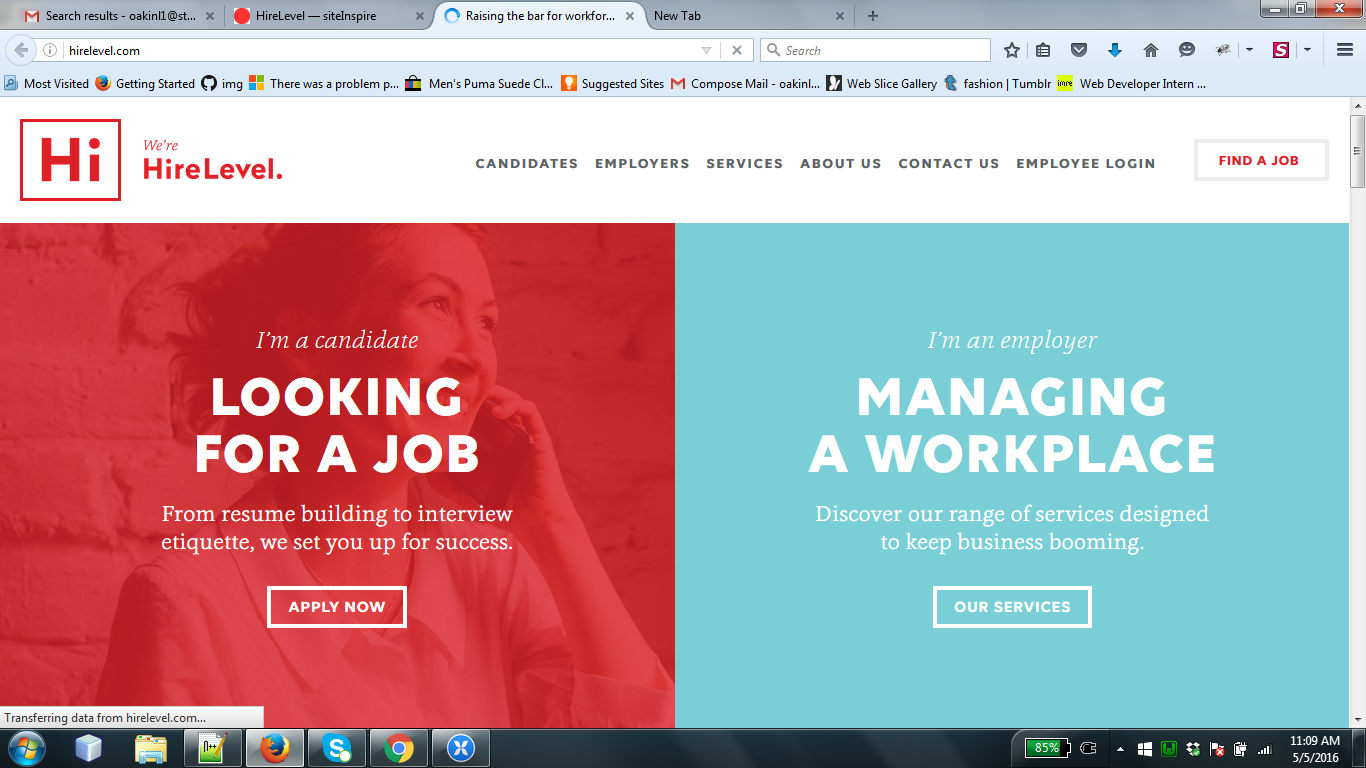 Search results - oakinl1@st...
HireLevel — siteInspire
Raising the bar for workfor...
New Tab
hirelevel.com
Search
Most Visited
Getting Started
img
There was a problem p...
Men's Puma Suede Cl...
Suggested Sites
Compose Mail - oakinl...
Web Slice Gallery
fashion | Tumblr
Web Developer Intern ...
Hi
We're
HireLevel.
CANDIDATES EMPLOYERS SERVICES ABOUT US CONTACT US EMPLOYEE LOGIN
FIND A JOB
I'm a candidate
LOOKING
FOR A JOB
From resume building to interview
etiquette, we set you up for success.
APPLY NOW
I'm an employer
MANAGING
A WORKPLACE
Discover our range of services designed
to keep business booming.
OUR SERVICES
Transferring data from hirelevel.com...
85%
11:09 AM
5/5/2016